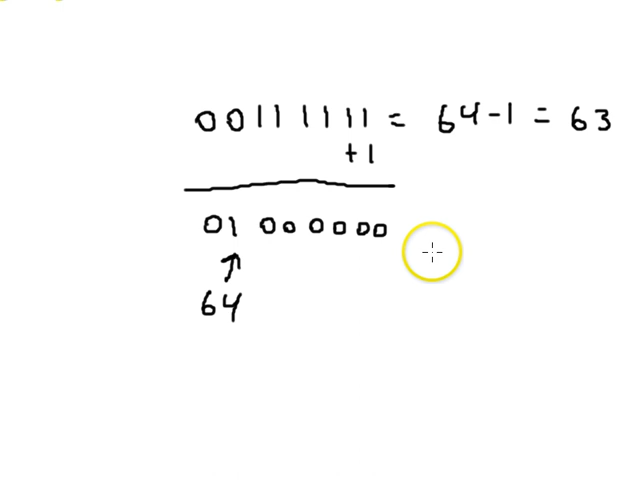 00111111 = 64-1 = 63
+1
01000000
64